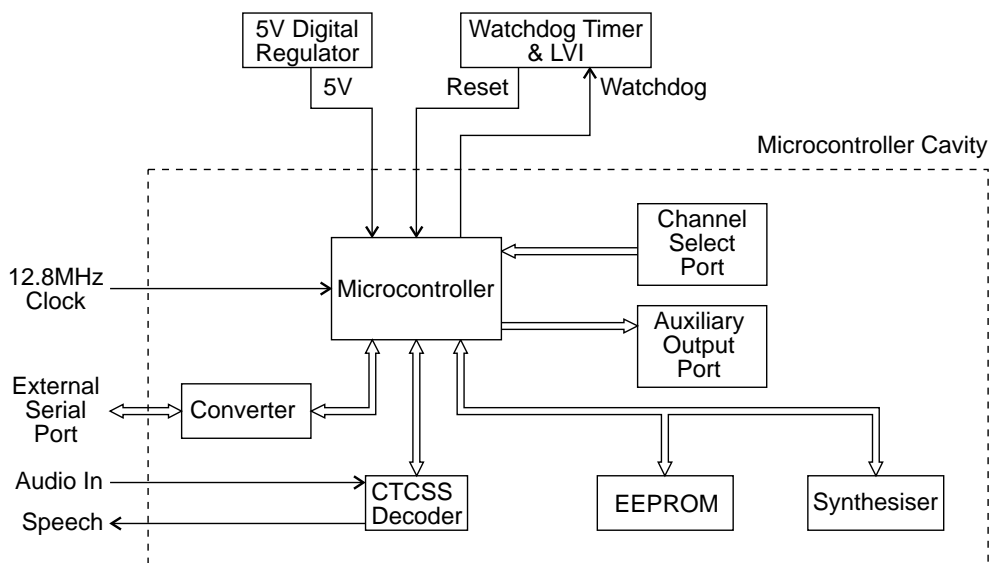 5V Digital
Regulator
Watchdog Timer
& LVI
5V
Reset
Watchdog
Microcontroller Cavity
Channel
Select
Port
12.8MHz
Clock
Microcontroller
Auxiliary
Output
Port
External
Serial
Port
Converter
Audio In
Speech
CTCSS
Decoder
EEPROM
Synthesiser